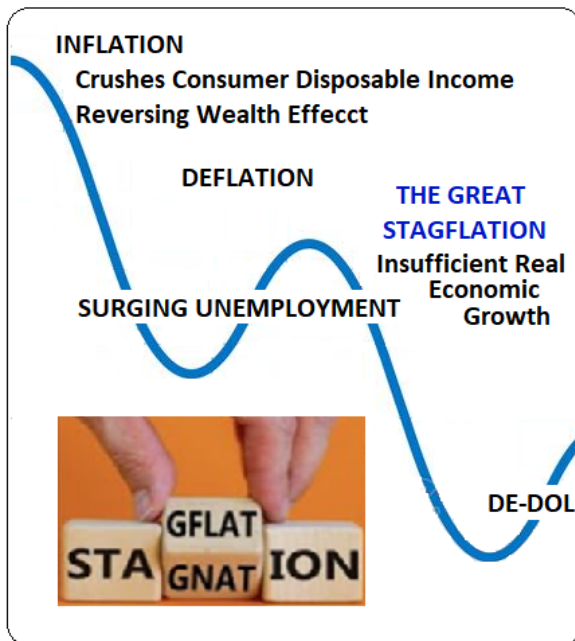 INFLATION
Crushes Consumer Disposable Income
Reversing Wealth Effecct
DEFLATION
THE GREAT
STAGFLATION
Insufficient Real
Economic
Growth
SURGING UNEMPLOYMENT
DE-DOL
GFLAT
STA GNAT ION